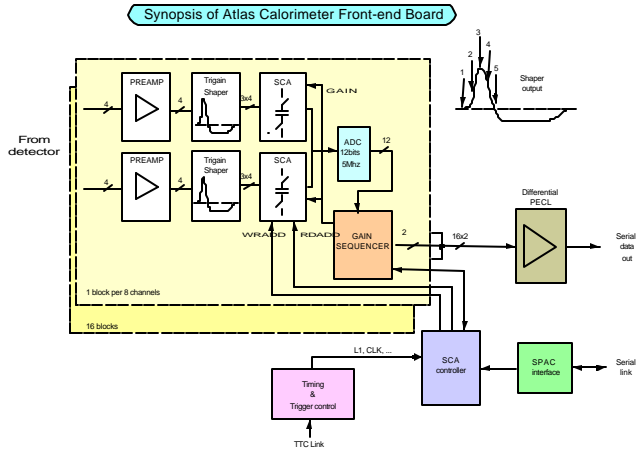 Synopsis of Atlas Calorimeter Front-end Board
From
detector
PREAMP
4
4
Trigain
Shaper
3x4
SCA
GAIN
PREAMP
4
4
Trigain
Shaper
3x4
SCA
ADC
12bits
5Mhz
12
WRADD
RDADD
GAIN
SEQUENCER
2
16x2
1 block per 8 channels
16 blocks
1
2
3
4
5
Shaper
output
Differential
PECL
Serial
data
out
L1, CLK, ...
Timing
&
Trigger control
TTC Link
SCA
controller
SPAC
interface
Serial
link